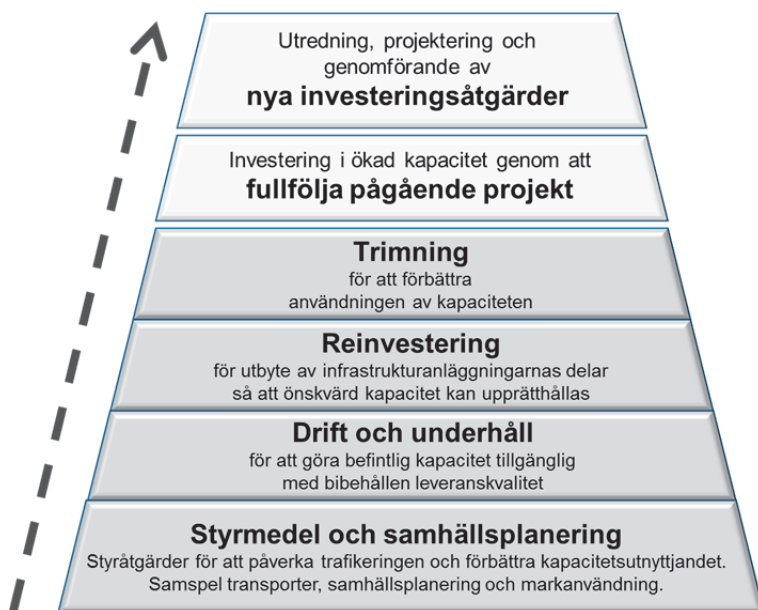 Utredning, projektering och
genomförande av
nya investeringsåtgärder
Investering i ökad kapacitet genom att
fullfölja pågående projekt
Trimning
för att förbättra
användningen av kapaciteten
Reinvestering
för utbyte av infrastrukturanläggningarnas delar
så att önskvärd kapacitet kan upprätthållas
Drift och underhåll
för att göra befintlig kapacitet tillgänglig
med bibehållen leveranskvalitet
Styrmedel och samhällsplanering
Styråtgärder för att påverka trafikeringen och förbättra kapacitetsutnyttjandet.
Samspel transporter, samhällsplanering och markanvändning.